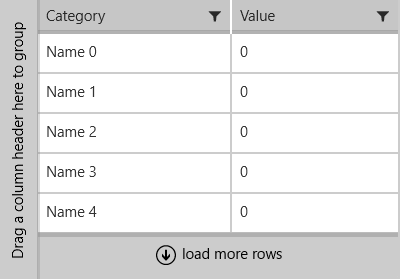 Drag a column header here to group
Category Value
Name 0 0
Name 1 0
Name 2 0
Name 3 0
Name 4 0
load more rows